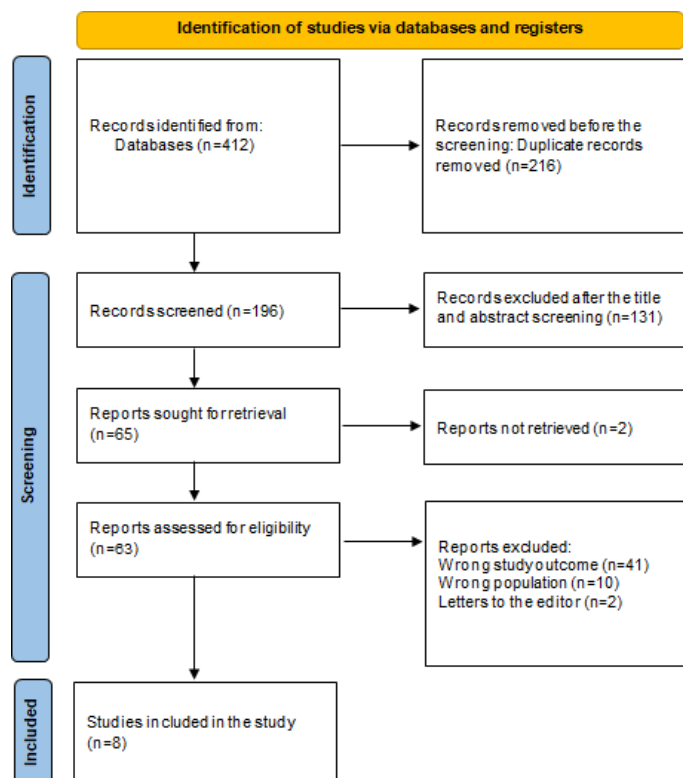 Identification of studies via databases and registers
Identification
Records identified from:
Databases (n=412)
Records removed before the
screening: Duplicate records
removed (n=216)
Screening
Records screened (n=196)
Records excluded after the title
and abstract screening (n=131)
Reports sought for retrieval
(n=65)
Reports not retrieved (n=2)
Reports assessed for eligibility
(n=63)
Reports excluded:
Wrong study outcome (n=41)
Wrong population (n=10)
Letters to the editor (n=2)
Included
Studies included in the study
(n=8)